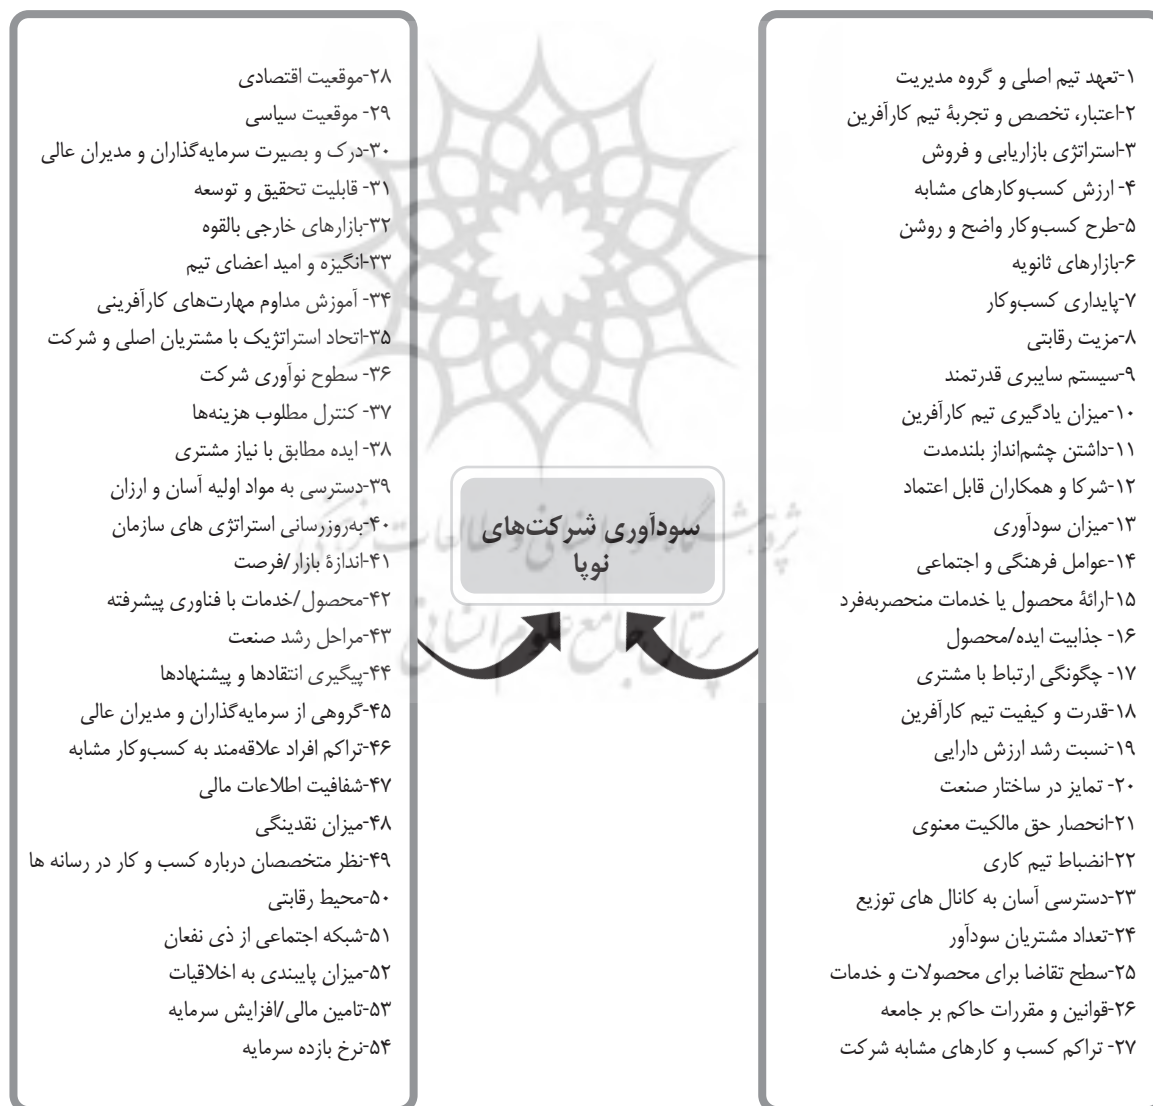 ۱-تعهد تیم اصلی و گروه مدیریت
۲-اعتبار، تخصص و تجربهٔ تیم کارآفرین
۳-استراتژی بازاریابی و فروش
۴- ارزش کسب‌وکارهای مشابه
۵-طرح کسب‌وکار واضح و روشن
۶-بازارهای ثانویه
۷-پایداری کسب‌وکار
۸-مزیت رقابتی
۹-سیستم سایبری قدرتمند
۱۰-میزان یادگیری تیم کارآفرین
۱۱-داشتن چشم‌انداز بلندمدت
۱۲-شرکا و همکاران قابل اعتماد
۱۳-میزان سودآوری
۱۴-عوامل فرهنگی و اجتماعی
۱۵-ارائهٔ محصول یا خدمات منحصربه‌فرد
۱۶- جذابیت ایده/محصول
۱۷- چگونگی ارتباط با مشتری
۱۸-قدرت و کیفیت تیم کارآفرین
۱۹-نسبت رشد ارزش دارایی
۲۰- تمایز در ساختار صنعت
۲۱-انحصار حق مالکیت معنوی
۲۲-انضباط تیم کاری
۲۳-دسترسی آسان به کانال های توزیع
۲۴-تعداد مشتریان سودآور
۲۵-سطح تقاضا برای محصولات و خدمات
۲۶-قوانین و مقررات حاکم بر جامعه
۲۷- تراکم کسب و کارهای مشابه شرکت
سودآوری شرکت‌های
نوپا
پژوهشگاه علوم انسانی و مطالعات فرهنگی
پرتال جامع علوم انسانی
۲۸-موقعیت اقتصادی
۲۹- موقعیت سیاسی
۳۰-درک و بصیرت سرمایه‌گذاران و مدیران عالی
۳۱- قابلیت تحقیق و توسعه
۳۲-بازارهای خارجی بالقوه
۳۳-انگیزه و امید اعضای تیم
۳۴- آموزش مداوم مهارت‌های کارآفرینی
۳۵-اتحاد استراتژیک با مشتریان اصلی و شرکت
۳۶- سطوح نوآوری شرکت
۳۷- کنترل مطلوب هزینه‌ها
۳۸- ایده مطابق با نیاز مشتری
۳۹-دسترسی به مواد اولیه آسان و ارزان
۴۰-به‌روزرسانی استراتژی های سازمان
۴۱-اندازهٔ بازار/فرصت
۴۲-محصول/خدمات با فناوری پیشرفته
۴۳-مراحل رشد صنعت
۴۴-پیگیری انتقادها و پیشنهادها
۴۵-گروهی از سرمایه‌گذاران و مدیران عالی
۴۶-تراکم افراد علاقه‌مند به کسب‌وکار مشابه
۴۷-شفافیت اطلاعات مالی
۴۸-میزان نقدینگی
۴۹-نظر متخصصان درباره کسب و کار در رسانه ها
۵۰-محیط رقابتی
۵۱-شبکه اجتماعی از ذی نفعان
۵۲-میزان پایبندی به اخلاقیات
۵۳-تامین مالی/افزایش سرمایه
۵۴-نرخ بازده سرمایه